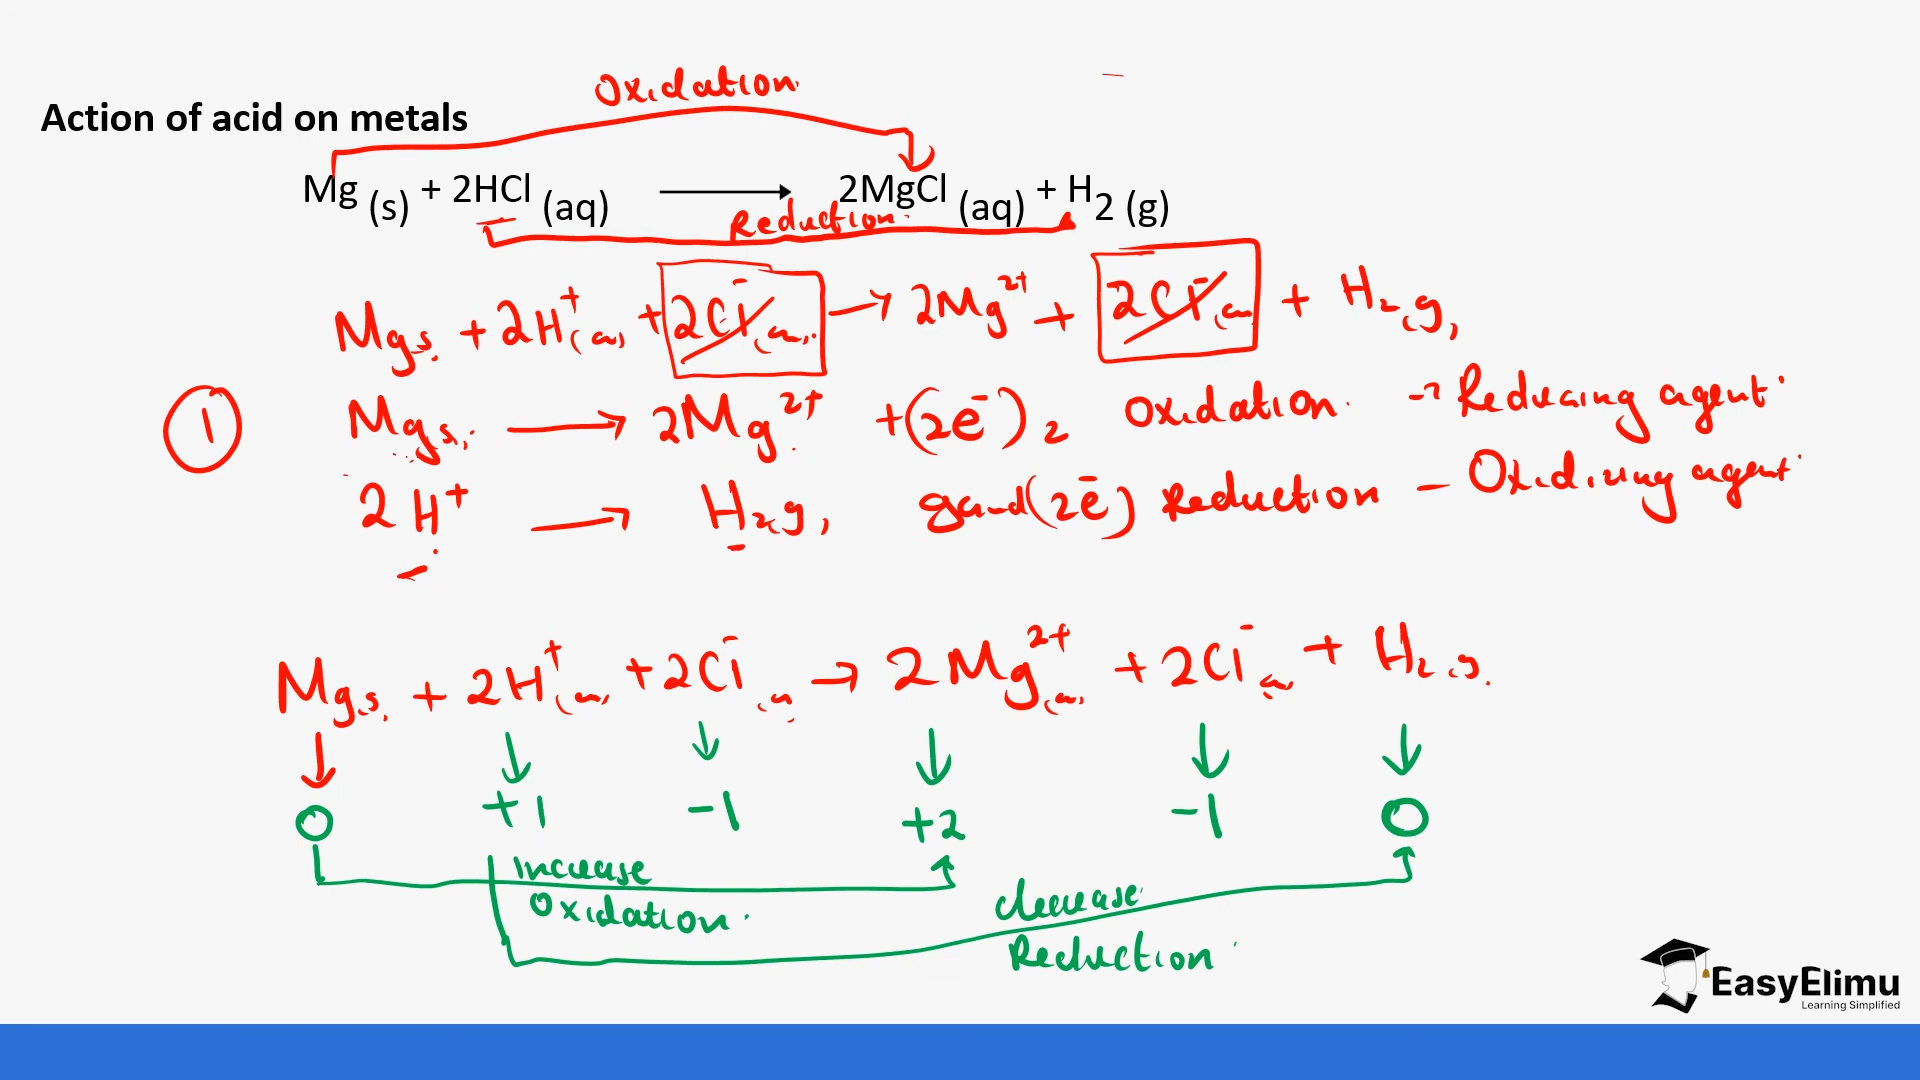 Oxidation
Action of acid on metals
Mg (s) + 2HCl (aq) ⟶ 2MgCl (aq) + H2 (g)
Reduction
Mg(s) + 2H⁺(aq) + 2Cl⁻(aq) → 2Mg²⁺ + 2Cl⁻(aq + H2(g)
1
Mg(s) → 2Mg²⁺ + (2e⁻)2 Oxidation → Reducing agent
2H⁺ → H2(g) gained (2e⁻) Reduction - Oxidizing agent
Mg(s) + 2H⁺(aq) + 2Cl⁻(aq) → 2Mg²⁺(aq) + 2Cl⁻(aq) + H2(g)
0 +1 -1 +2 -1 0
Increase
Oxidation
decrease
Reduction
EasyElimu
Learning Simplified